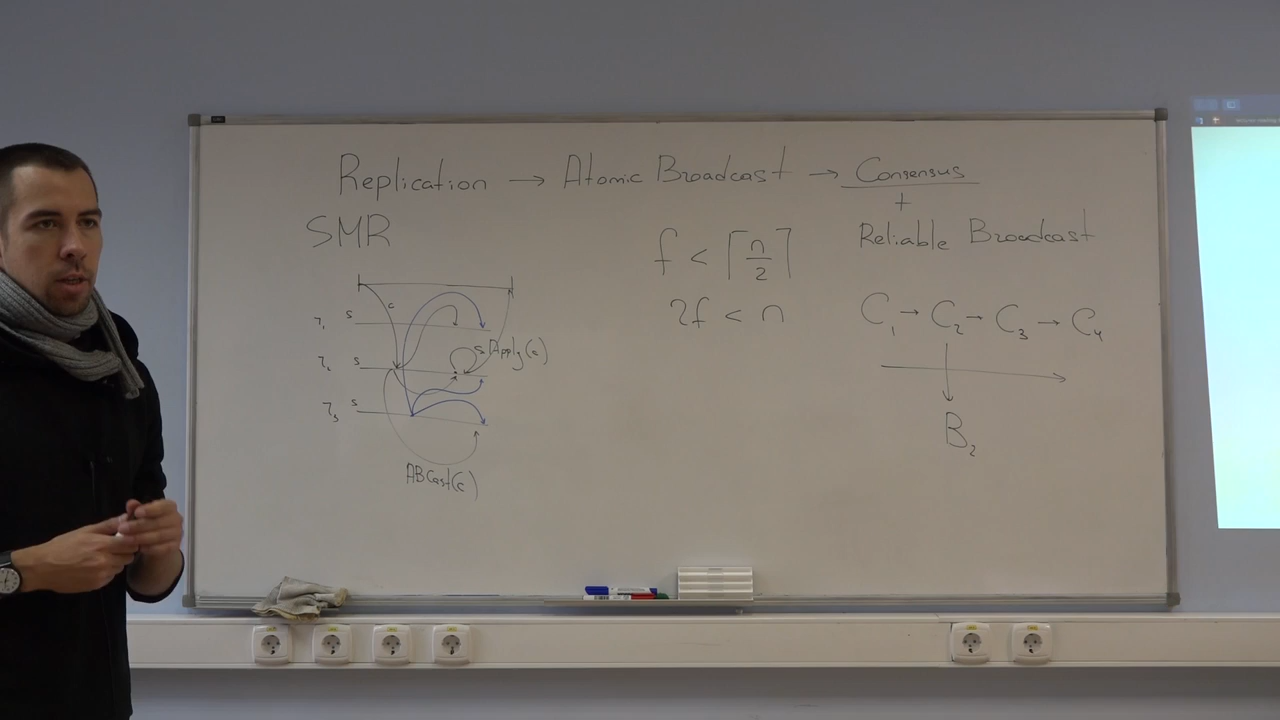 Replication → Atomic Broadcast → Consensus
+
Reliable Broadcast
SMR
f < ⌈n/2⌉
2f < n
C₁ → C₂ → C₃ → C₄
B₂
c
s
s
s
s.Apply(c)
ABCast(c)